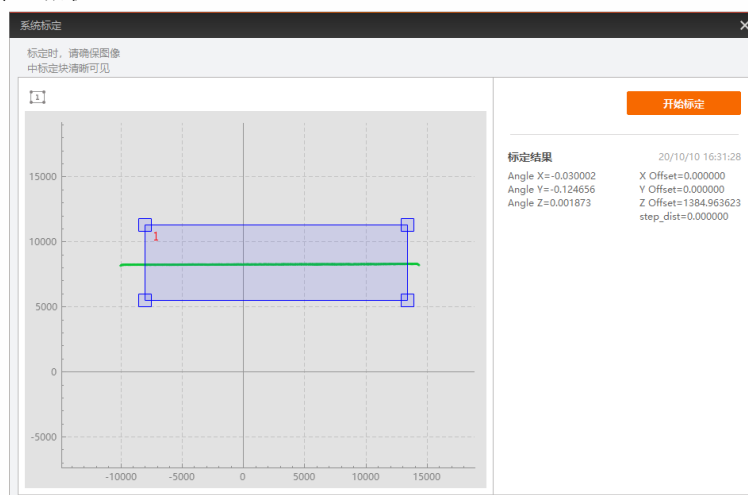 系统标定
标定时，请确保图像
中标定块清晰可见
1
开始标定
标定结果
20/10/10 16:31:28
Angle X=-0.030002
X Offset=0.000000
Angle Y=-0.124656
Y Offset=0.000000
Angle Z=0.001873
Z Offset=1384.963623
step_dist=0.000000
15000
1
10000
5000
0
-5000
-10000
-5000
0
5000
10000
15000